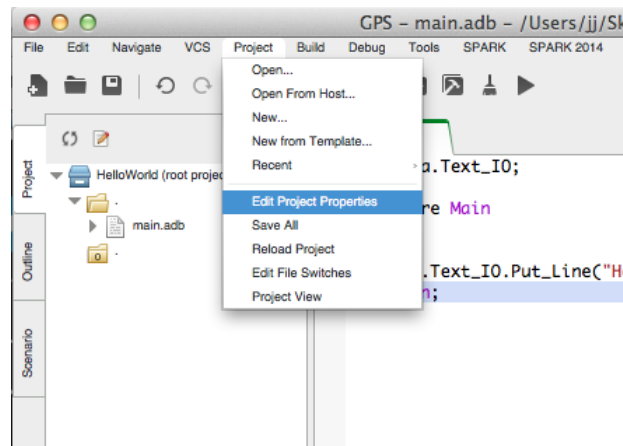 GPS - main.adb - /Users/jj/Sk
File Edit Navigate VCS Project Build Debug Tools SPARK SPARK 2014
Open...
Open From Host...
New...
New from Template...
Recent
Edit Project Properties
Save All
Reload Project
Edit File Switches
Project View
Project
Outline
Scenario
HelloWorld (root projec
.
main.adb
o .
a.Text_IO;
re Main
.Text_IO.Put_Line("H
n;